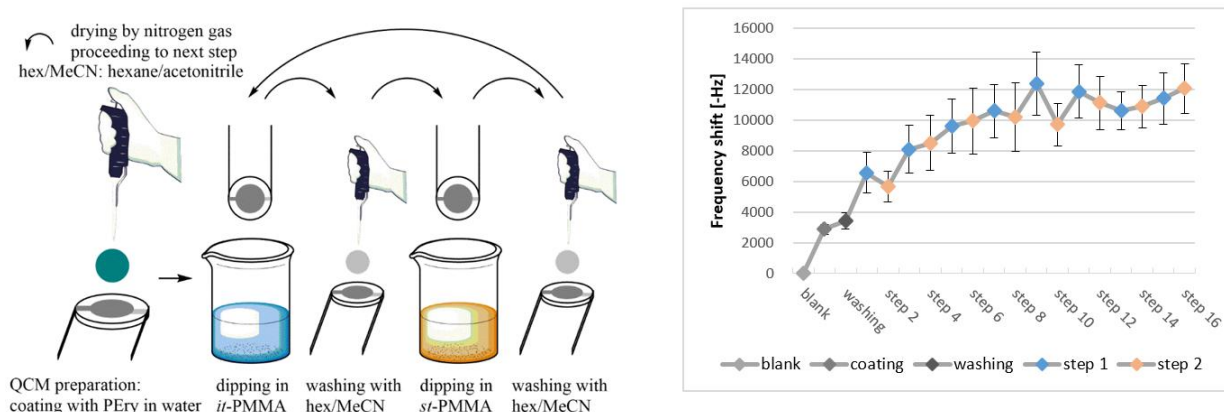 drying by nitrogen gas
proceeding to next step
hex/MeCN: hexane/acetonitrile
QCM preparation:
coating with PEry in water
dipping in
it-PMMA
washing with
hex/MeCN
dipping in
st-PMMA
washing with
hex/MeCN
Frequency shift [-Hz]
16000
14000
12000
10000
8000
6000
4000
2000
0
blank
washing
step 2
step 4
step 6
step 8
step 10
step 12
step 14
step 16
blank
coating
washing
step 1
step 2